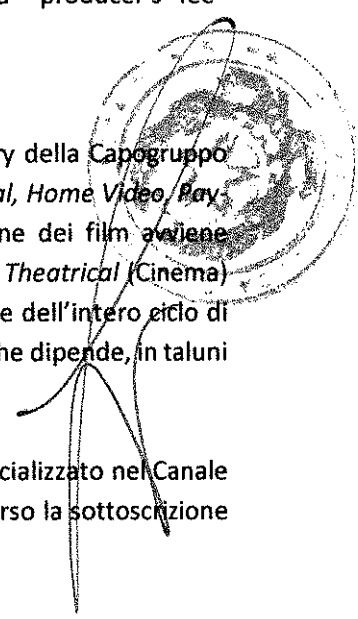 producer's fee
ry della Capogruppo
al, Home Video, Pay-
ne dei film avviene
Theatrical (Cinema)
e dell'intero ciclo di
he dipende, in taluni
cializzato nel Canale
rso la sottoscrizione